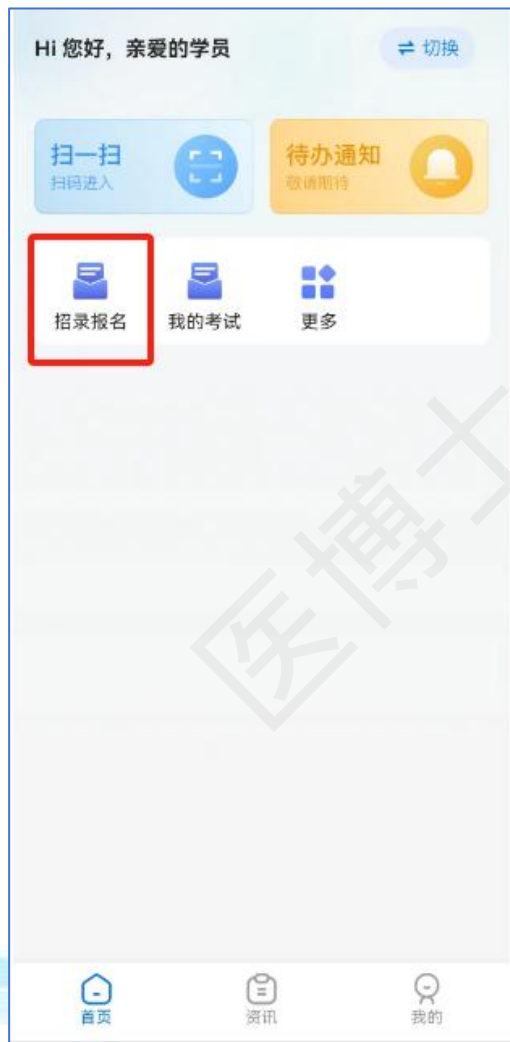 Hi 您好，亲爱的学员
切换
扫一扫
扫码进入
待办通知
敬请期待
招录报名
我的考试
更多
医博士
首页
资讯
我的